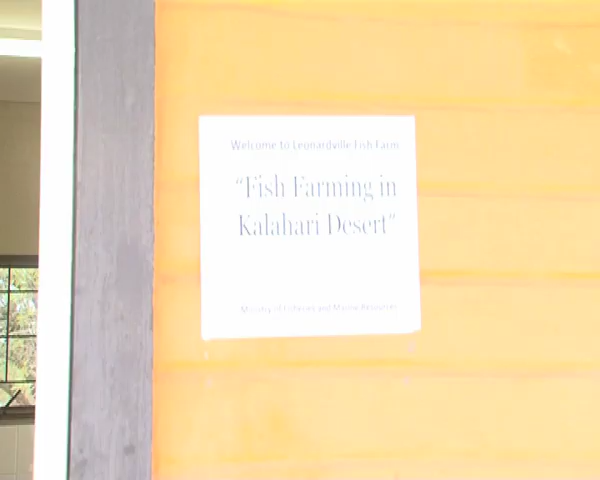 Welcome to Leonardville Fish Farm
"Fish Farming in
Kalahari Desert"
Ministry of Fisheries and Marine Resources